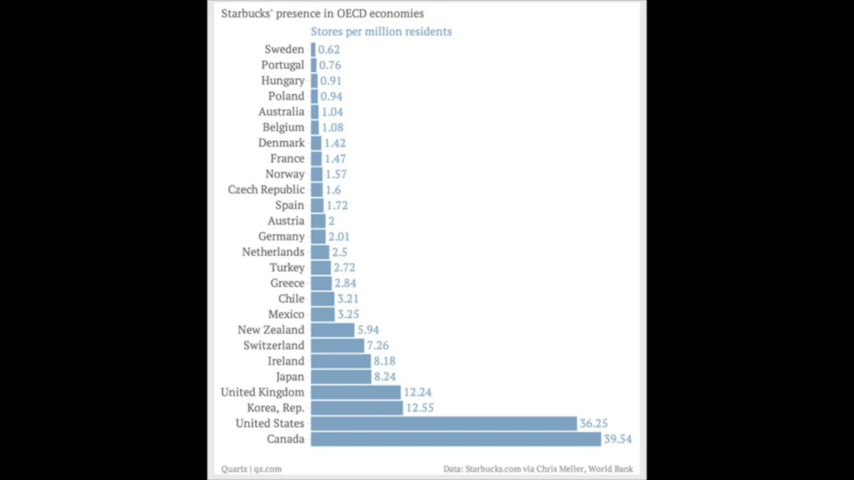 Starbucks' presence in OECD economies
Stores per million residents
Sweden 0.62
Portugal 0.76
Hungary 0.91
Poland 0.94
Australia 1.04
Belgium 1.08
Denmark 1.42
France 1.47
Norway 1.57
Czech Republic 1.6
Spain 1.72
Austria 2
Germany 2.01
Netherlands 2.5
Turkey 2.72
Greece 2.84
Chile 3.21
Mexico 3.25
New Zealand 5.94
Switzerland 7.26
Ireland 8.18
Japan 8.24
United Kingdom 12.24
Korea, Rep. 12.55
United States 36.25
Canada 39.54
Quartz | qz.com Data: Starbucks.com via Chris Meller, World Bank